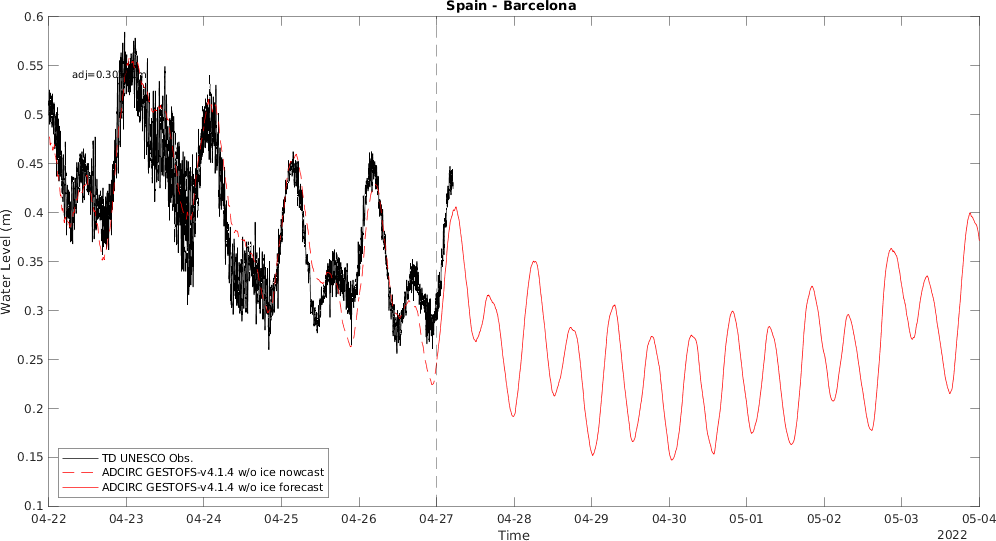 Spain - Barcelona
0.6
0.55
0.5
0.45
0.4
0.35
0.3
0.25
0.2
0.15
0.1
Water Level (m)
adj=0.30
TD UNESCO Obs.
ADCIRC GESTOFS-v4.1.4 w/o ice nowcast
ADCIRC GESTOFS-v4.1.4 w/o ice forecast
04-22 04-23 04-24 04-25 04-26 04-27 04-28 04-29 04-30 05-01 05-02 05-03 05-04
Time
2022